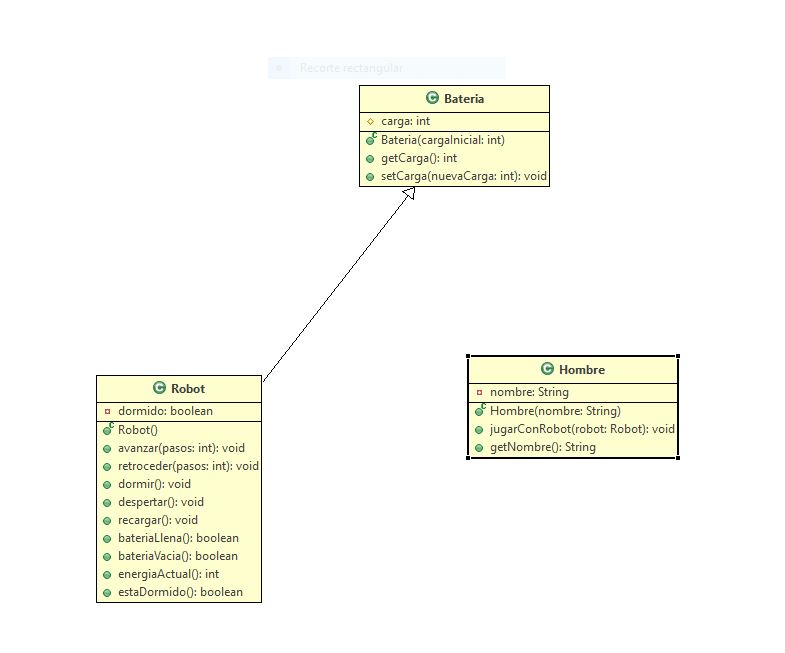 Recorte rectangular
Bateria
carga: int
Bateria(cargaInicial: int)
getCarga(): int
setCarga(nuevaCarga: int): void
Robot
dormido: boolean
Robot()
avanzar(pasos: int): void
retroceder(pasos: int): void
dormir(): void
despertar(): void
recargar(): void
bateriaLlena(): boolean
bateriaVacia(): boolean
energiaActual(): int
estaDormido(): boolean
Hombre
nombre: String
Hombre(nombre: String)
jugarConRobot(robot: Robot): void
getNombre(): String